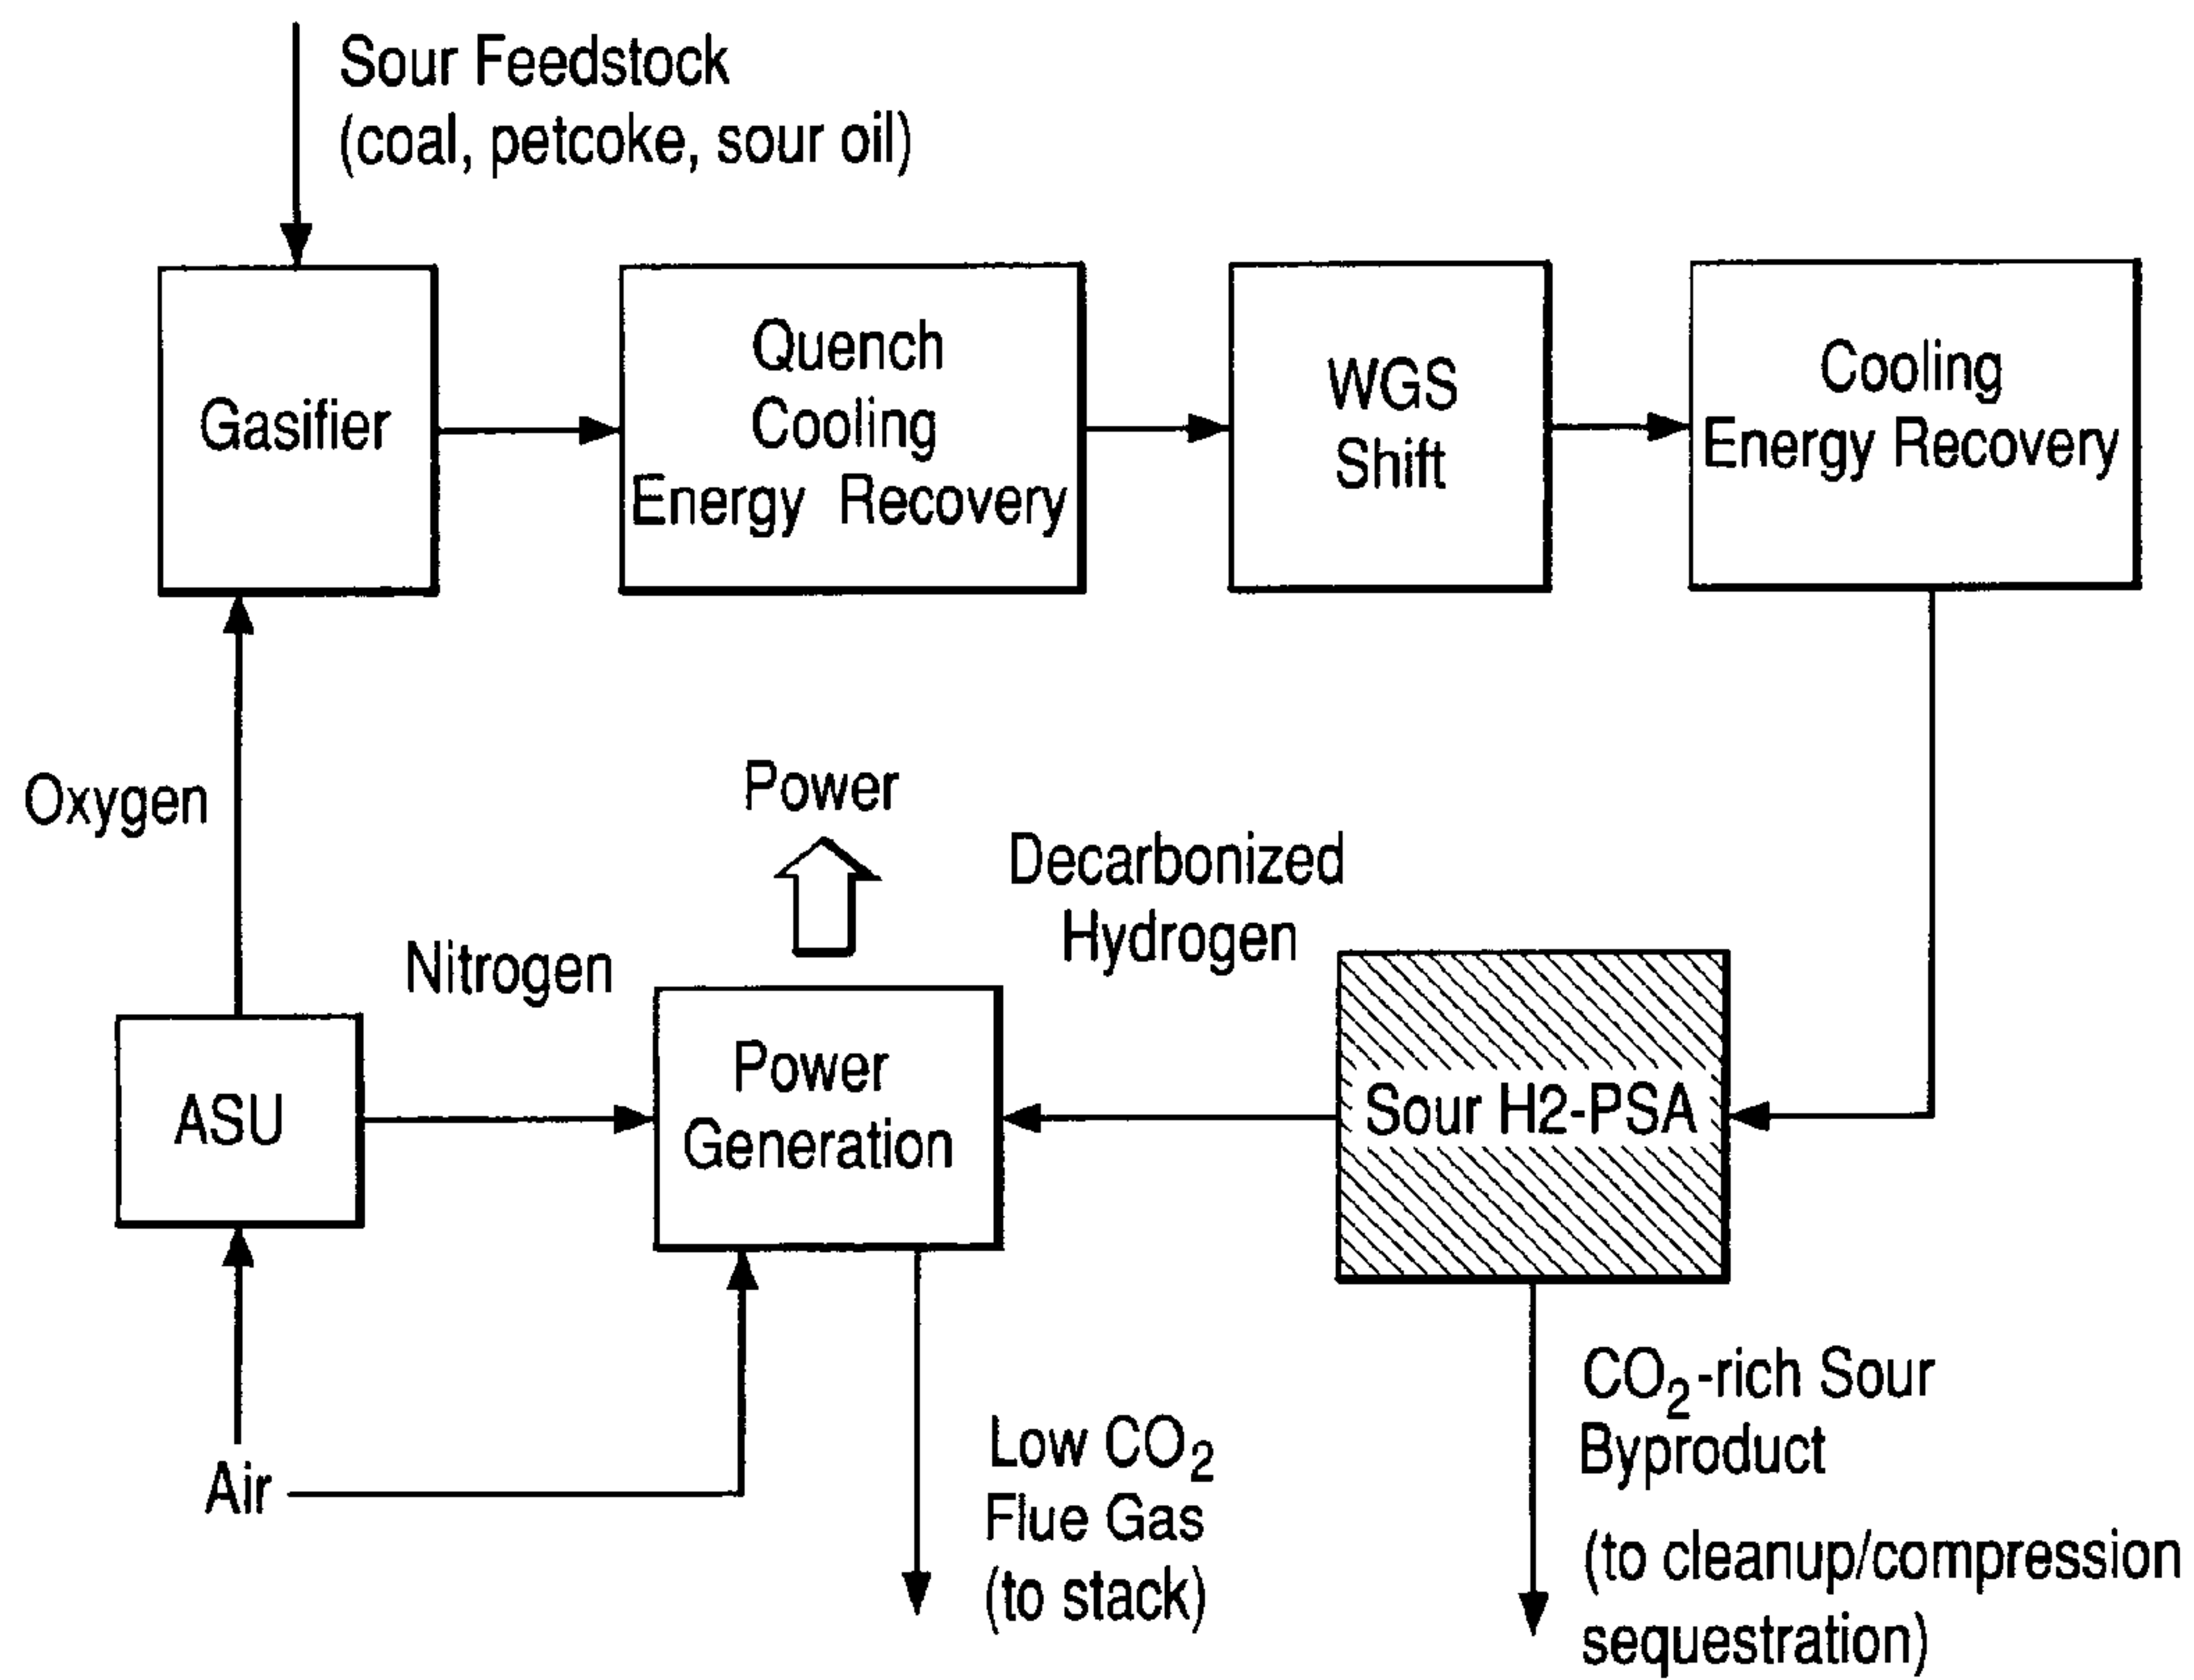 Sour Feedstock
(coal, petcoke, sour oil)
Gasifier
Quench
Cooling
Energy Recovery
WGS
Shift
Cooling
Energy Recovery
Oxygen
Power
Decarbonized
Hydrogen
Nitrogen
ASU
Power
Generation
Sour H2-PSA
Air
Low CO₂
Flue Gas
(to stack)
CO₂-rich Sour
Byproduct
(to cleanup/compression
sequestration)